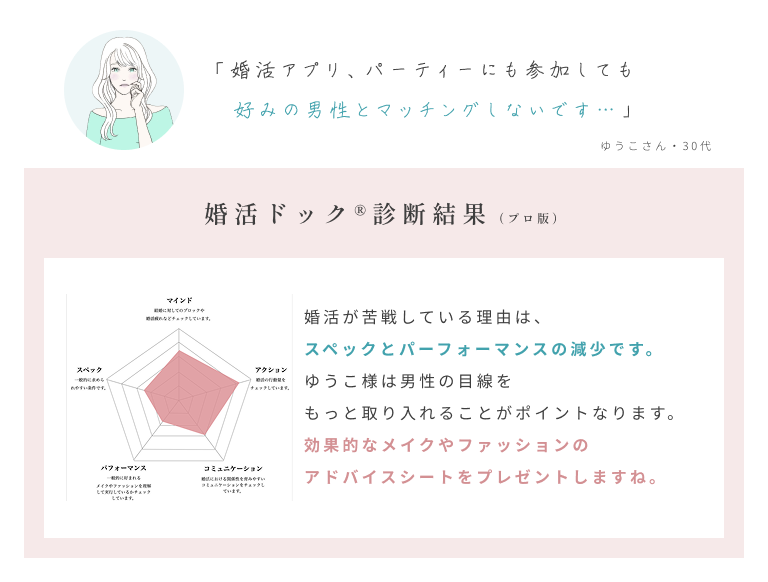 「婚活アプリ、パーティーにも参加しても
好みの男性とマッチングしないです…」
ゆうこさん・30代
婚活ドック®診断結果（プロ版）
マインド
結婚に対してのブロックや
婚活疲れなどチェックしています。
スペック
一般的に求めら
れやすい条件です。
アクション
婚活の行動量を
チェックしています。
パフォーマンス
一般的に好まれる
メイクやファッションを理解
して実行しているかチェック
しています。
コミュニケーション
婚活における関係性を育みやすい
コミュニケーションをチェックし
ています。
婚活が苦戦している理由は、
スペックとパーフォーマンスの減少です。
ゆうこ様は男性の目線を
もっと取り入れることがポイントなります。
効果的なメイクやファッションの
アドバイスシートをプレゼントしますね。